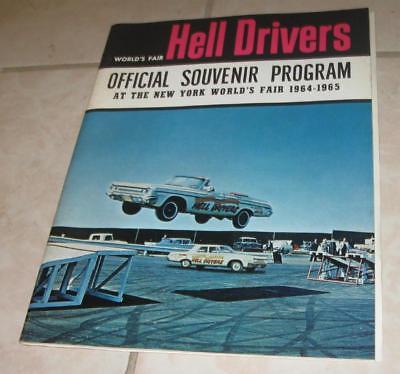 WORLD'S FAIR Hell Drivers
OFFICIAL SOUVENIR PROGRAM
AT THE NEW YORK WORLD'S FAIR 1964-1965
HELL DRIVERS
HELL DRIVERS